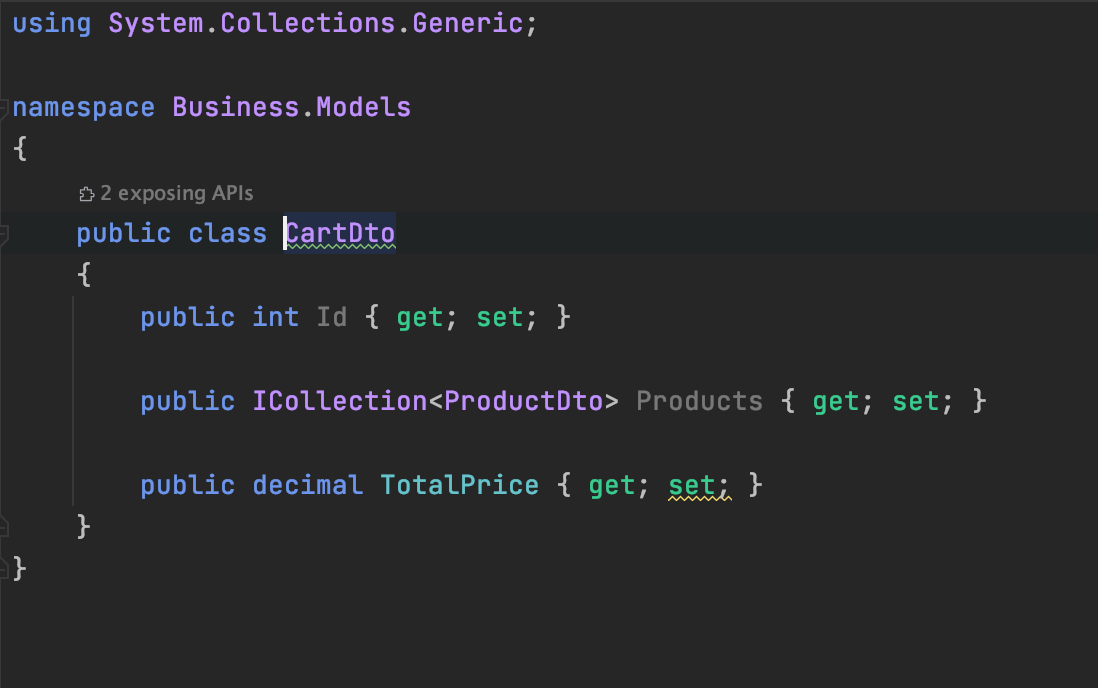 using System.Collections.Generic;
namespace Business.Models
{
2 exposing APIs
public class CartDto
{
public int Id { get; set; }
public ICollection<ProductDto> Products { get; set; }
public decimal TotalPrice { get; set; }
}
}